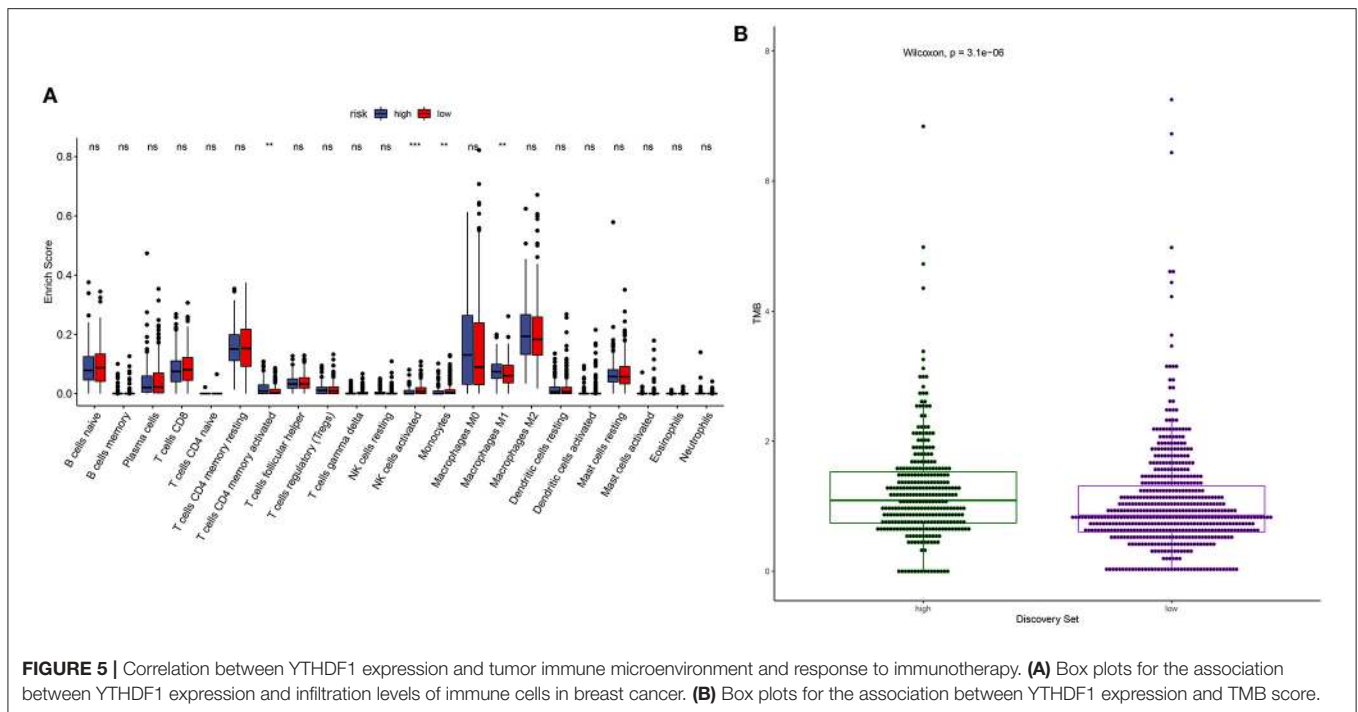 A
risk high low
ns ns ns ns ns ns ** ns ns ns ns *** ** ns ** ns ns ns ns ns ns ns
Enrich Score
0.8
0.6
0.4
0.2
0.0
B cells naive
B cells memory
Plasma cells
T cells CD8
T cells CD4 naive
T cells CD4 memory resting
T cells CD4 memory activated
T cells follicular helper
T cells regulatory (Tregs)
T cells gamma delta
NK cells resting
NK cells activated
Monocytes
Macrophages M0
Macrophages M1
Macrophages M2
Dendritic cells resting
Dendritic cells activated
Mast cells resting
Mast cells activated
Eosinophils
Neutrophils
B
Wilcoxon, p = 3.1e−06
TMB
8
6
4
2
0
high low
Discovery Set
FIGURE 5 | Correlation between YTHDF1 expression and tumor immune microenvironment and response to immunotherapy. (A) Box plots for the association
between YTHDF1 expression and infiltration levels of immune cells in breast cancer. (B) Box plots for the association between YTHDF1 expression and TMB score.